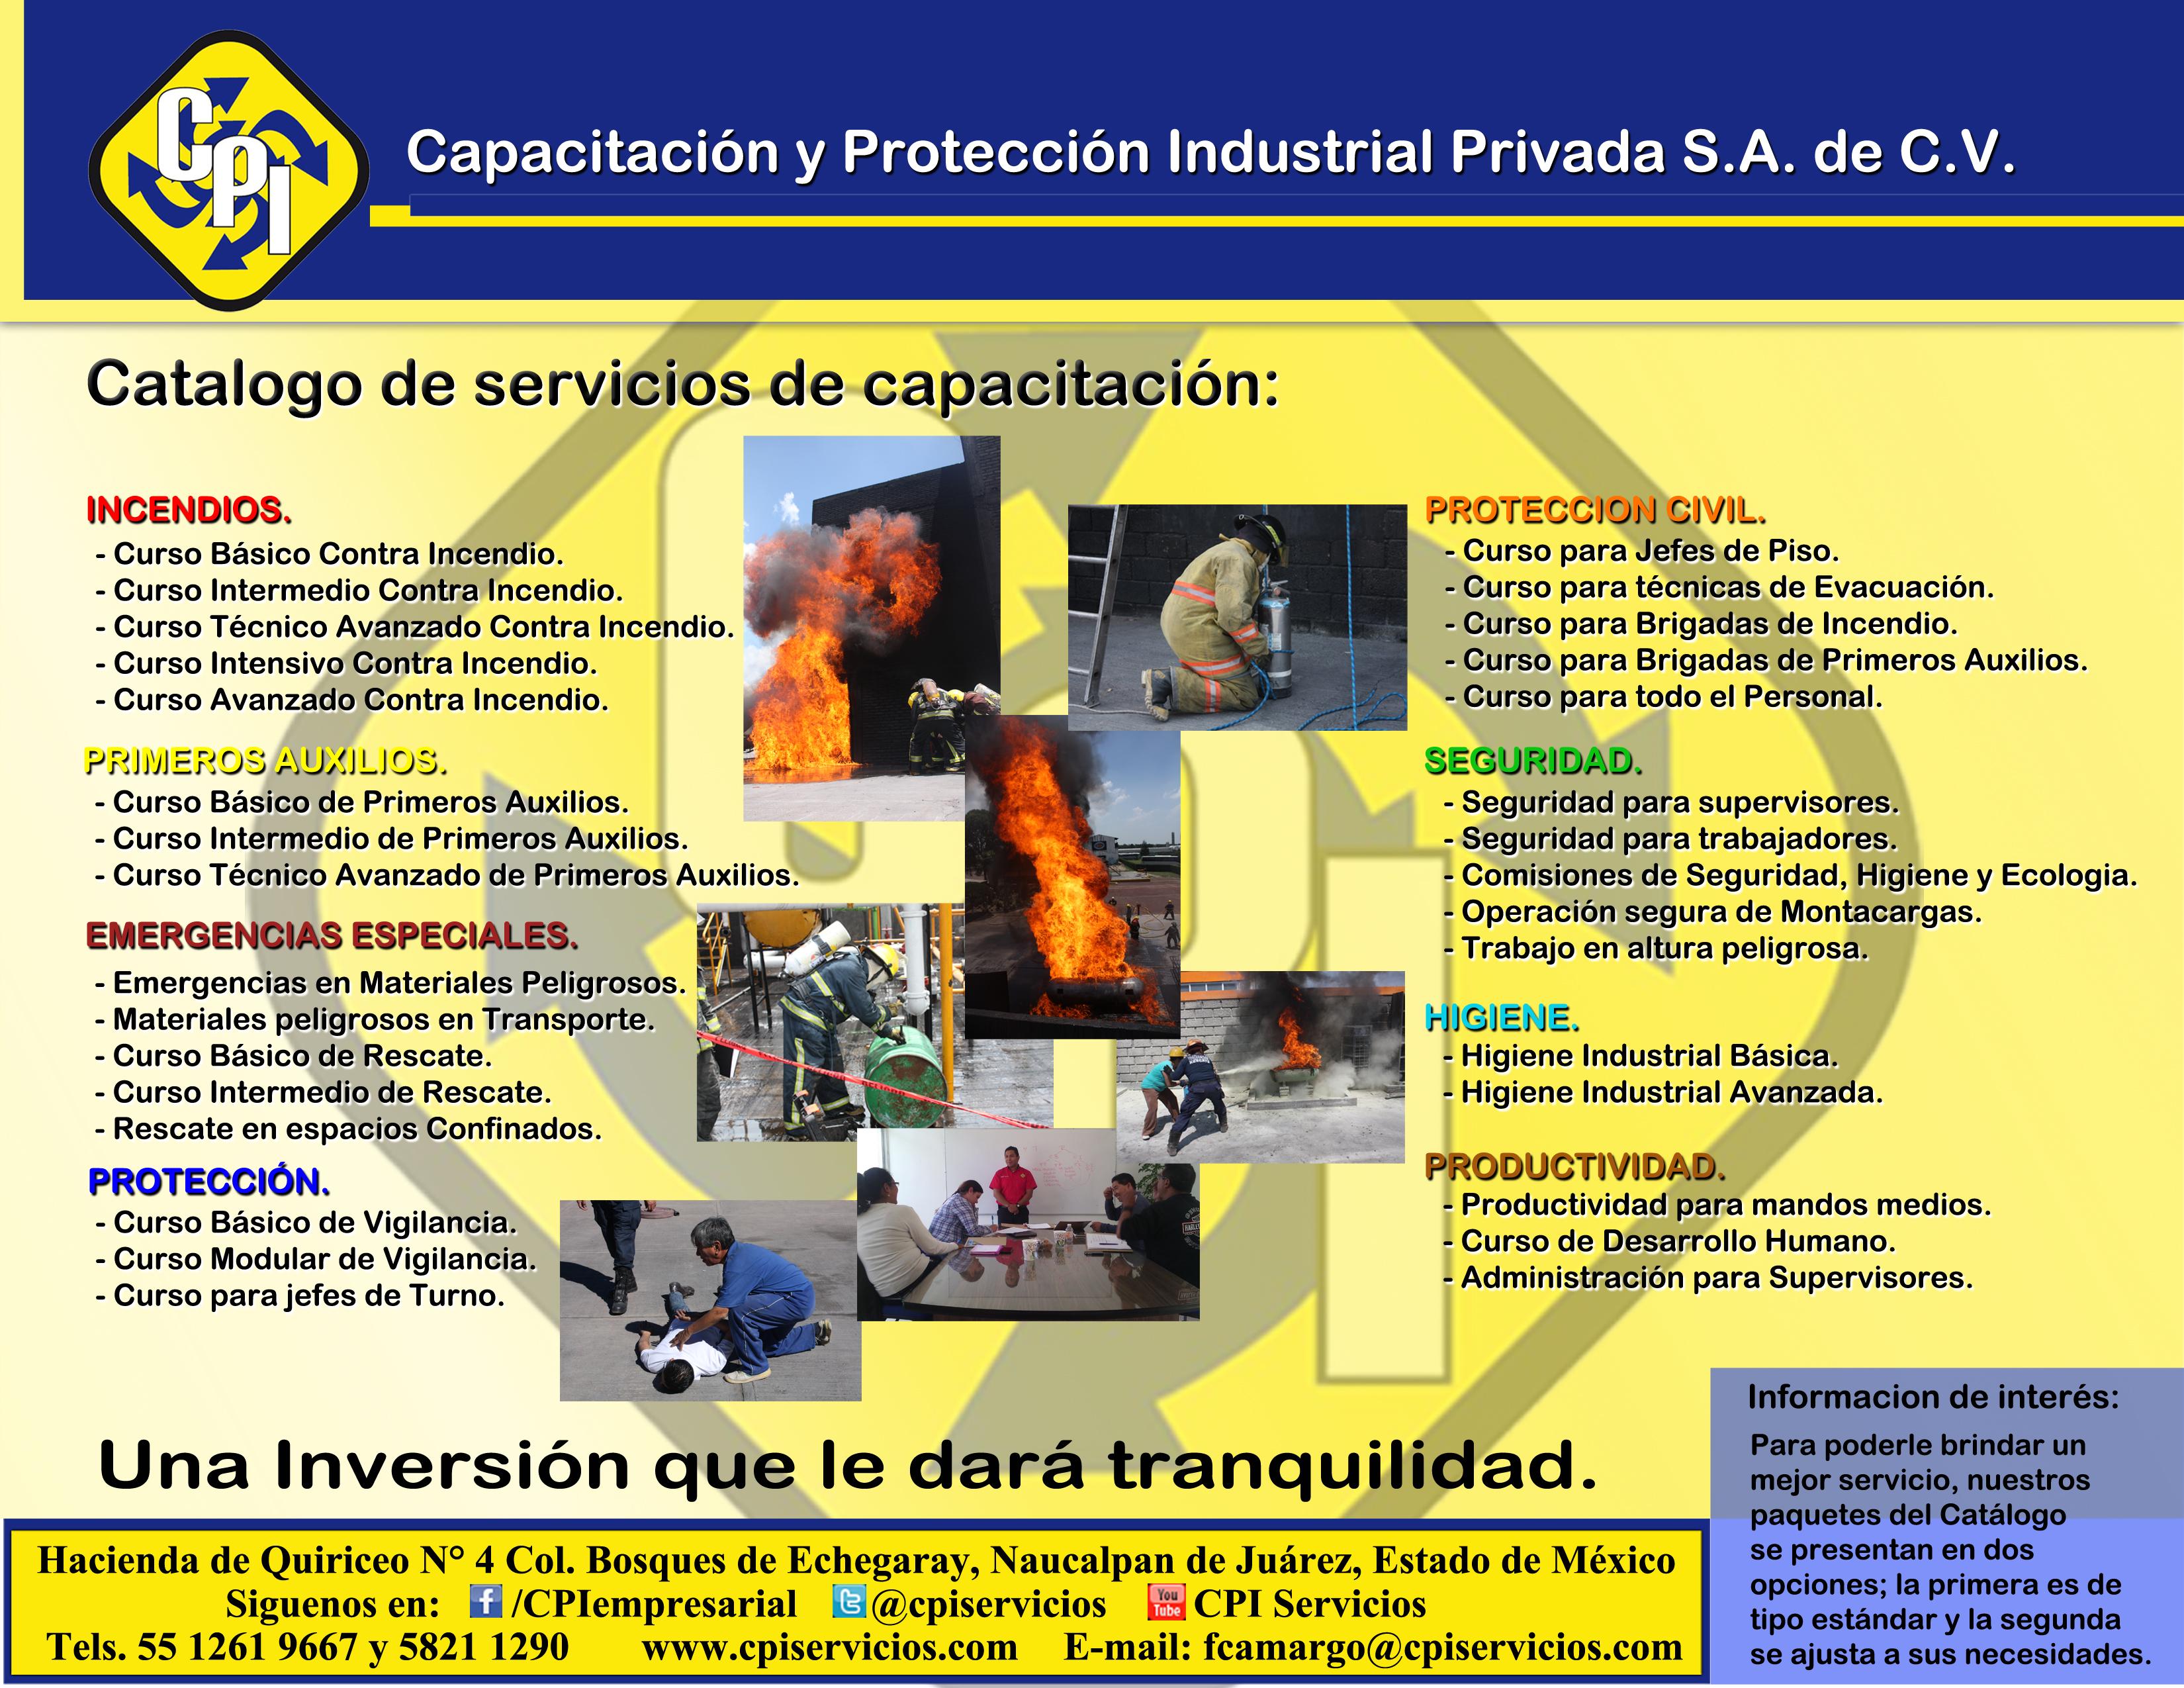 CPI
Capacitación y Protección Industrial Privada S.A. de C.V.
Catalogo de servicios de capacitación:
INCENDIOS.
- Curso Básico Contra Incendio.
- Curso Intermedio Contra Incendio.
- Curso Técnico Avanzado Contra Incendio.
- Curso Intensivo Contra Incendio.
- Curso Avanzado Contra Incendio.
PRIMEROS AUXILIOS.
- Curso Básico de Primeros Auxilios.
- Curso Intermedio de Primeros Auxilios.
- Curso Técnico Avanzado de Primeros Auxilios.
EMERGENCIAS ESPECIALES.
- Emergencias en Materiales Peligrosos.
- Materiales peligrosos en Transporte.
- Curso Básico de Rescate.
- Curso Intermedio de Rescate.
- Rescate en espacios Confinados.
PROTECCIÓN.
- Curso Básico de Vigilancia.
- Curso Modular de Vigilancia.
- Curso para jefes de Turno.
PROTECCION CIVIL.
- Curso para Jefes de Piso.
- Curso para técnicas de Evacuación.
- Curso para Brigadas de Incendio.
- Curso para Brigadas de Primeros Auxilios.
- Curso para todo el Personal.
SEGURIDAD.
- Seguridad para supervisores.
- Seguridad para trabajadores.
- Comisiones de Seguridad, Higiene y Ecologia.
- Operación segura de Montacargas.
- Trabajo en altura peligrosa.
HIGIENE.
- Higiene Industrial Básica.
- Higiene Industrial Avanzada.
PRODUCTIVIDAD.
- Productividad para mandos medios.
- Curso de Desarrollo Humano.
- Administración para Supervisores.
Una Inversión que le dará tranquilidad.
Informacion de interés:
Para poderle brindar un
mejor servicio, nuestros
paquetes del Catálogo
se presentan en dos
opciones; la primera es de
tipo estándar y la segunda
se ajusta a sus necesidades.
Hacienda de Quiriceo N° 4 Col. Bosques de Echegaray, Naucalpan de Juárez, Estado de México
Siguenos en: /CPIempresarial @cpiservicios You Tube CPI Servicios
Tels. 55 1261 9667 y 5821 1290 www.cpiservicios.com E-mail: fcamargo@cpiservicios.com